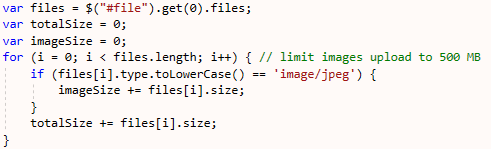 var files = $("#file").get(0).files;
var totalSize = 0;
var imageSize = 0;
for (i = 0; i < files.length; i++) { // limit images upload to 500 MB
    if (files[i].type.toLowerCase() == 'image/jpeg') {
        imageSize += files[i].size;
    }
    totalSize += files[i].size;
}